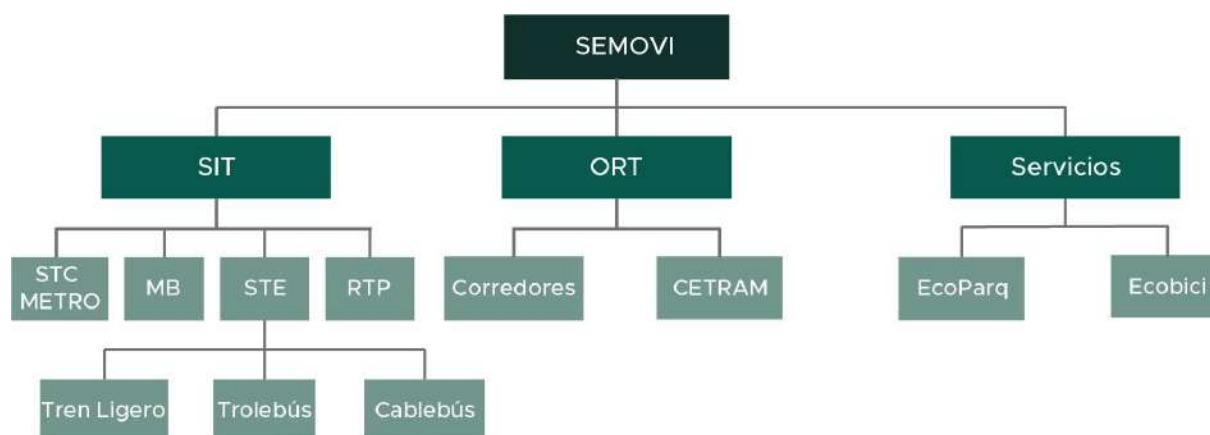 SEMOVI
SIT
ORT
Servicios
STC
METRO
MB
STE
RTP
Corredores
CETRAM
EcoParq
Ecobici
Tren Ligero
Trolebús
Cablebús